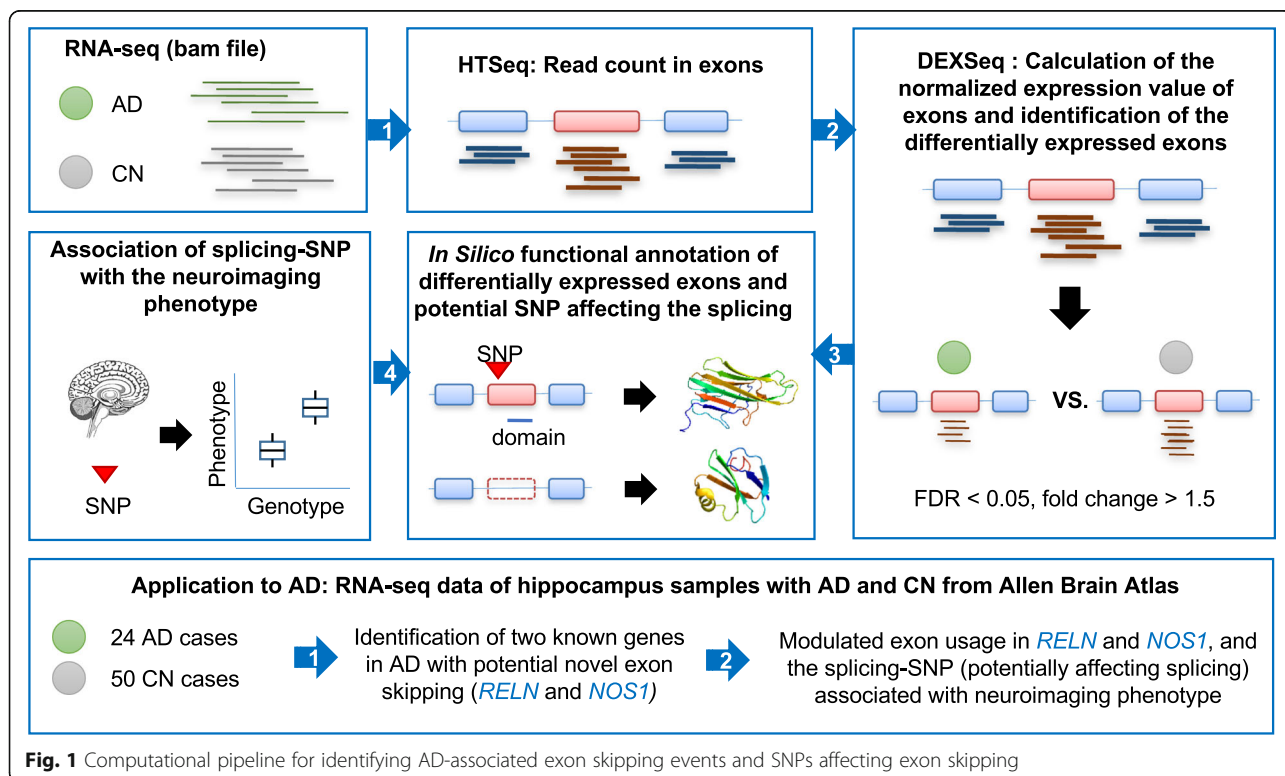 RNA-seq (bam file)
AD
CN
1
HTSeq: Read count in exons
2
DEXSeq : Calculation of the
normalized expression value of
exons and identification of the
differentially expressed exons
VS.
FDR < 0.05, fold change > 1.5
3
In Silico functional annotation of
differentially expressed exons and
potential SNP affecting the splicing
SNP
domain
4
Association of splicing-SNP
with the neuroimaging
phenotype
SNP
Phenotype
Genotype
Application to AD: RNA-seq data of hippocampus samples with AD and CN from Allen Brain Atlas
24 AD cases
50 CN cases
1
Identification of two known genes
in AD with potential novel exon
skipping (RELN and NOS1)
2
Modulated exon usage in RELN and NOS1, and
the splicing-SNP (potentially affecting splicing)
associated with neuroimaging phenotype
Fig. 1 Computational pipeline for identifying AD-associated exon skipping events and SNPs affecting exon skipping